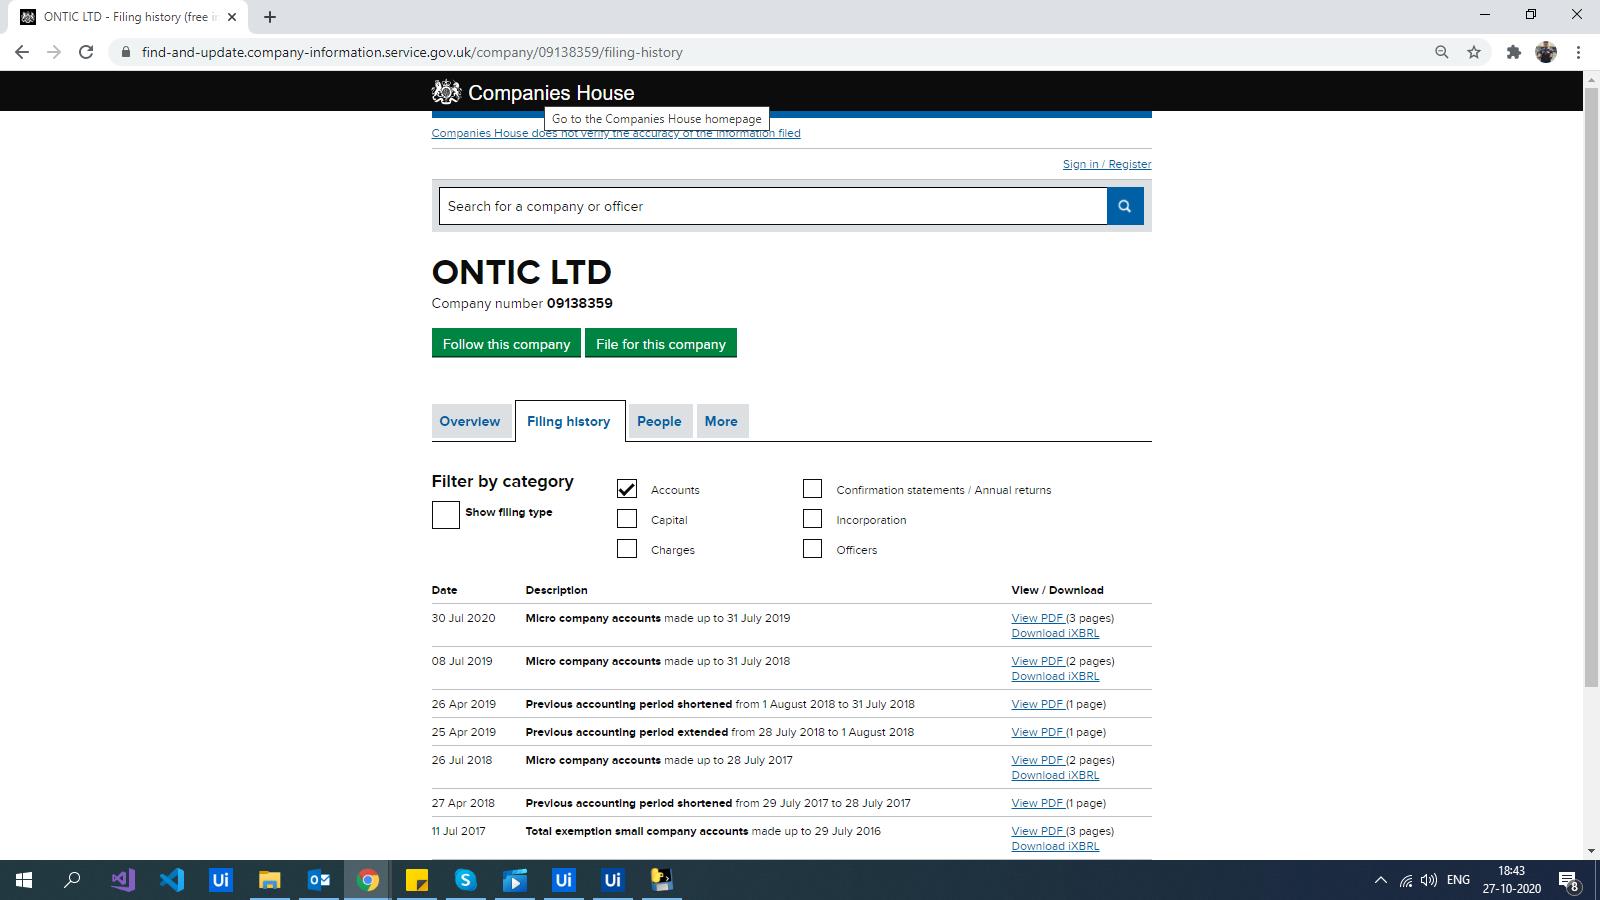 ONTIC LTD - Filing history (free in
find-and-update.company-information.service.gov.uk/company/09138359/filing-history
Companies House
Go to the Companies House homepage
Companies House does not verify the accuracy of the information filed
Sign in / Register
Search for a company or officer
ONTIC LTD
Company number 09138359
Follow this company File for this company
Overview Filing history People More
Filter by category
Show filing type
Accounts Confirmation statements / Annual returns
Capital Incorporation
Charges Officers
Date Description View / Download
30 Jul 2020 Micro company accounts made up to 31 July 2019 View PDF (3 pages)
Download iXBRL
08 Jul 2019 Micro company accounts made up to 31 July 2018 View PDF (2 pages)
Download iXBRL
26 Apr 2019 Previous accounting period shortened from 1 August 2018 to 31 July 2018 View PDF (1 page)
25 Apr 2019 Previous accounting period extended from 28 July 2018 to 1 August 2018 View PDF (1 page)
26 Jul 2018 Micro company accounts made up to 28 July 2017 View PDF (2 pages)
Download iXBRL
27 Apr 2018 Previous accounting period shortened from 29 July 2017 to 28 July 2017 View PDF (1 page)
11 Jul 2017 Total exemption small company accounts made up to 29 July 2016 View PDF (3 pages)
Download iXBRL
Ui Ui Ui
ENG 18:43
27-10-2020
8